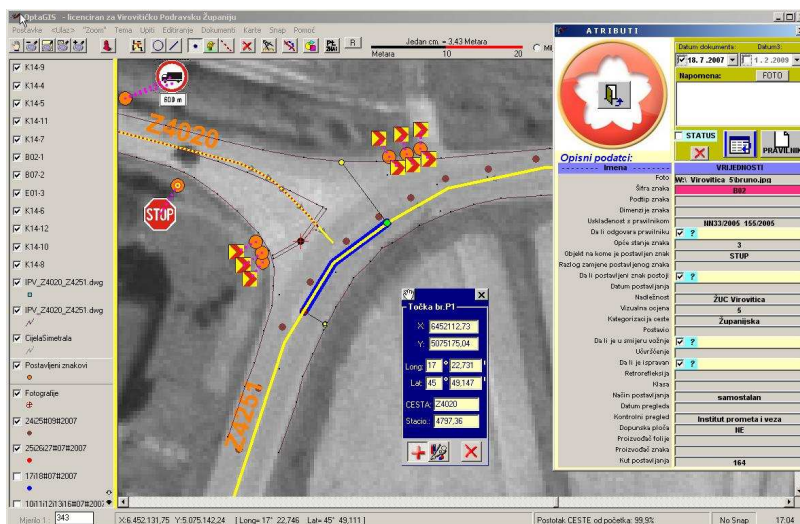 OptaGIS - licenciran za Virovitičko Podravsku Županiju
Postavke <Ulaz> "Zoom" Tema Upiti Editiranje Dokumenti Karte Snap Pomoć
Jedan cm. = 3,43 Metara
Metara 10 20
R
K14-9
K14-4
K14-5
K14-11
K14-7
B02-1
B07-2
E01-3
K14-6
K14-12
K14-10
K14-8
IPV_Z4020_Z4251.dwg
IPV_Z4020_Z4251.dwg
CijelaSimetrala
Postavljeni znakovi
Fotografije
24i25#09#2007
25i26i27#07#2007
17i18#07#2007
10i11i12i13i16#07#2007
600 m
Z4020
STOP
Z4251
Točka br.P1
X: 6452112,73
Y: 5075175,04
Long: 17 ° 22,731 '
Lat: 45 ° 49,147 '
CESTA: Z4020
Stacio.: 4797,36
ATRIBUTI
Datum dokumenta: Datum3:
18. 7 .2007 1. 2 .2009
Napomena: FOTO
STATUS
PRAVILNIK
Opisni podatci:
Imena VRIJEDNOSTI
Foto W:\ Virovitica 5\bruno.jpg
Šifra znaka B02
Podtip znaka
Dimenzije znaka
Usklađenost s pravilnikom NN33/2005 155/2005
Da li odgovara pravilniku ?
Opće stanje znaka 3
Objekt na kome je postavljen znak STUP
Razlog zamjene postavljenog znaka
Da li postavljeni znak postoji ?
Datum postavljanja
Nadležnost ŽUC Virovitica
Vizualna ocjena 5
Kategorizacija ceste Županijska
Postavio
Da li je u smijeru vožnje ?
Učvršćenje
Da li je ispravan ?
Retrorefleksija
Klasa
Način postavljanja samostalan
Datum pregleda
Kontrolni pregled Institut prometa i veza
Dopunska ploča NE
Proizvođač folije
Proizvođač znaka
Kut postavljanja 164
Mjerilo 1: 343
X:6.452.131,75 Y:5.075.142,24 [ Long= 17° 22,746 Lat= 45° 49,111 ]
Postotak CESTE od početka: 99,9% No Snap 17:04